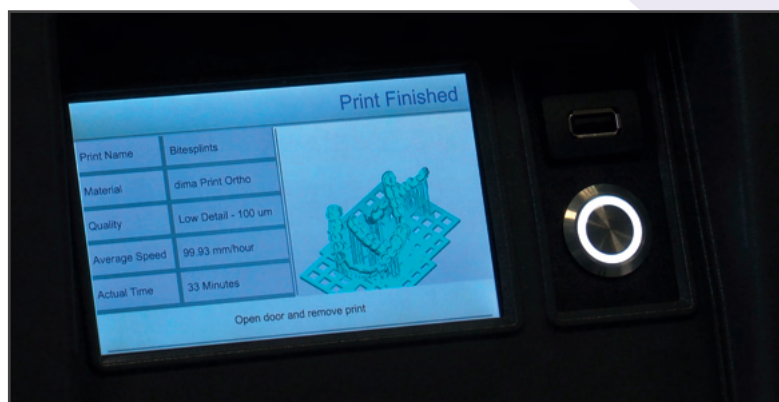 Print Finished
Print Name Bitesplints
Material dima Print Ortho
Quality Low Detail - 100 um
Average Speed 99.93 mm/hour
Actual Time 33 Minutes
Open door and remove print